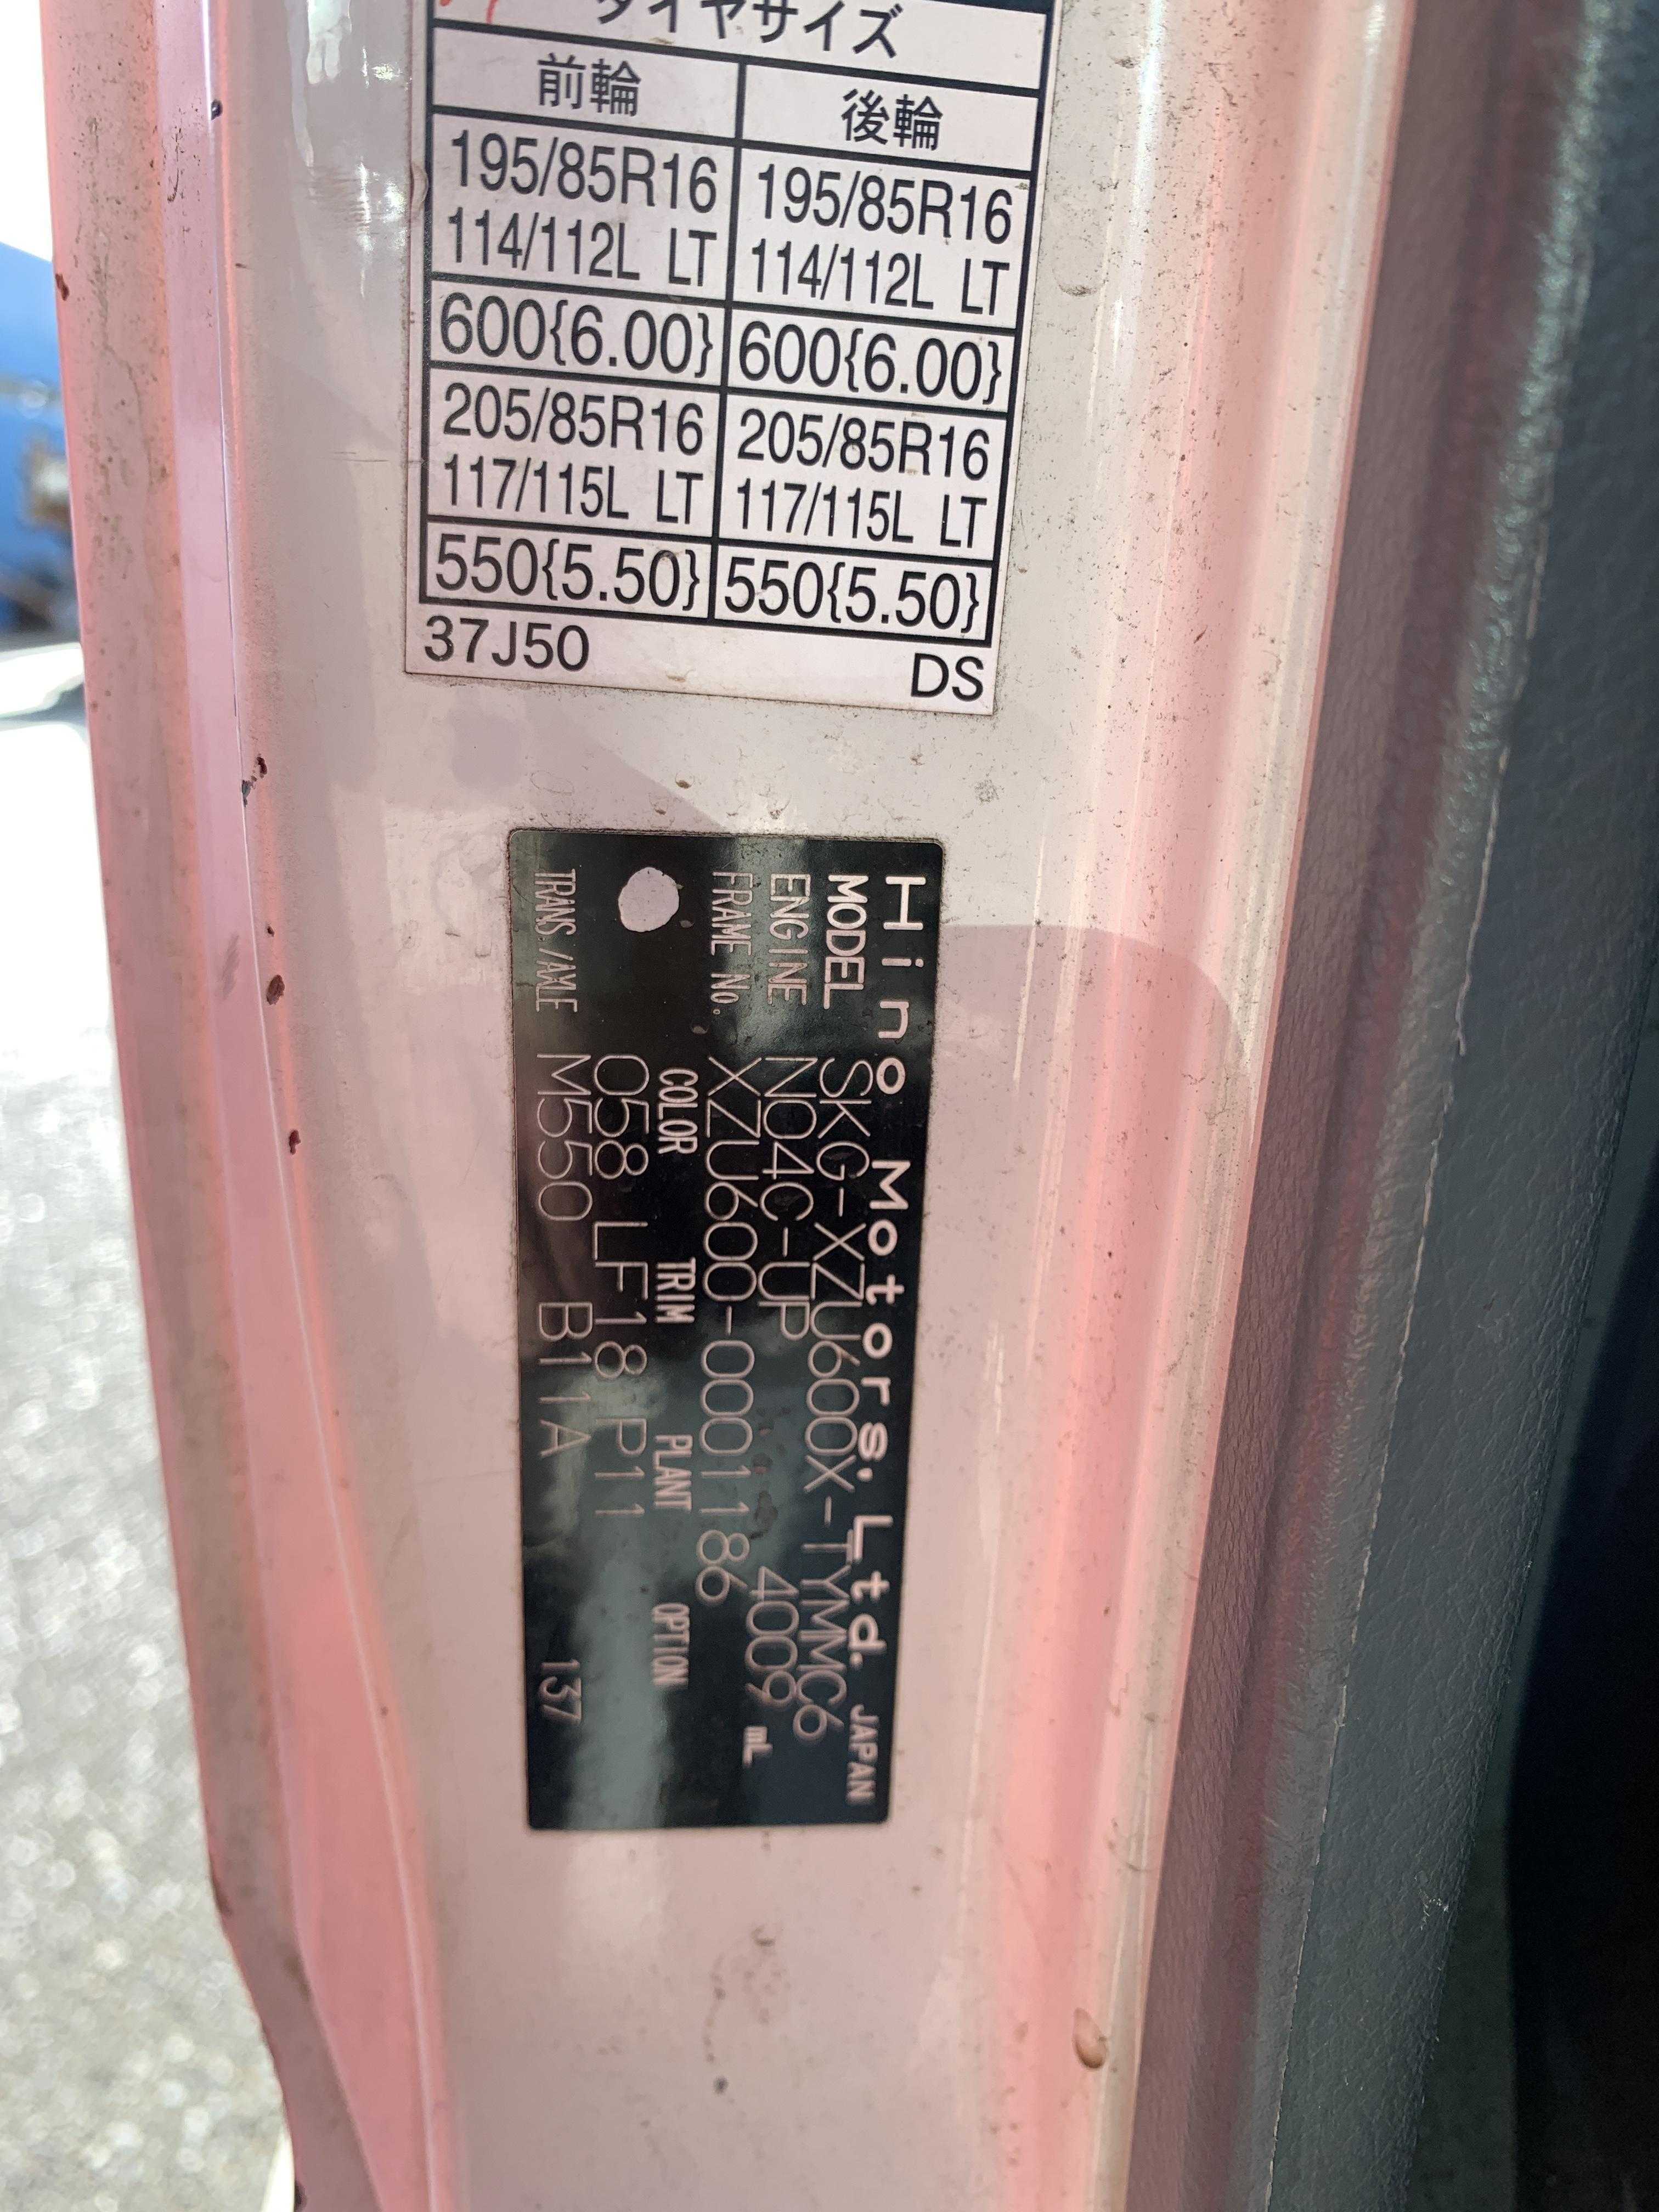 タイヤサイズ
前輪 後輪
195/85R16 195/85R16
114/112L LT 114/112L LT
600{6.00} 600{6.00}
205/85R16 205/85R16
117/115L LT 117/115L LT
550{5.50} 550{5.50}
37J50 DS
Hino Motors, Ltd. JAPAN
MODEL SKG-XZU600X-TYMMC6
ENGINE N04C-UP 4009 mL
FRAME No. XZU600-0001186
COLOR TRIM PLANT OPTION
058 LF18 P11
TRANS./AXLE M550 B11A 137